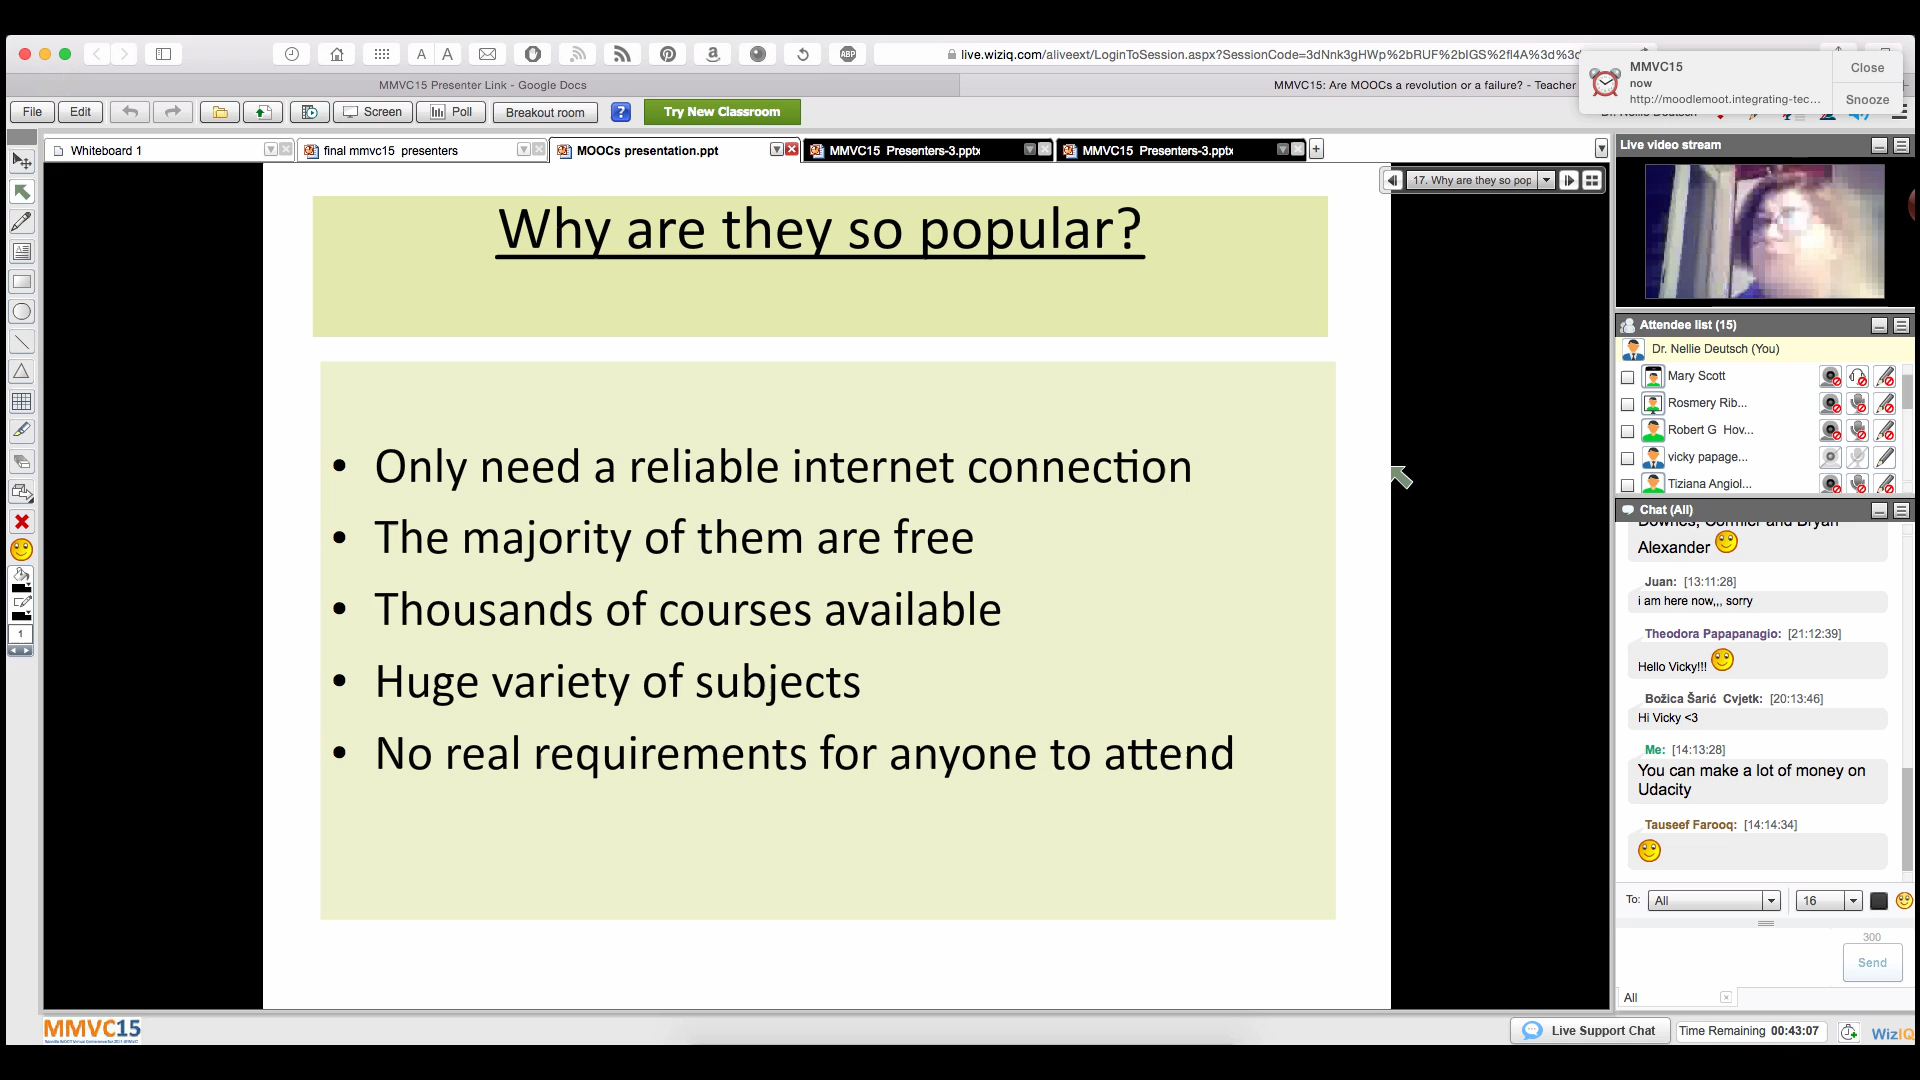 live.wiziq.com/aliveext/LoginToSession.aspx?SessionCode=3dNnk3gHWp%2bRUF%2bIGS%2fl4A%3d%3d
MMVC15 Presenter Link - Google Docs
MMVC15: Are MOOCs a revolution or a failure? - Teacher
MMVC15
now
http://moodlemoot.integrating-tec...
Close
Snooze
File
Edit
Screen
Poll
Breakout room
?
Try New Classroom
Whiteboard 1
final mmvc15 presenters
MOOCs presentation.ppt
MMVC15 Presenters-3.pptx
MMVC15 Presenters-3.pptx
17. Why are they so pop
Why are they so popular?
• Only need a reliable internet connection
• The majority of them are free
• Thousands of courses available
• Huge variety of subjects
• No real requirements for anyone to attend
1
Live video stream
Attendee list (15)
Dr. Nellie Deutsch (You)
Mary Scott
Rosmery Rib...
Robert G Hov...
vicky papage...
Tiziana Angiol...
Chat (All)
Downes, Cormier and Bryan
Alexander
Juan: [13:11:28]
i am here now,,, sorry
Theodora Papapanagio: [21:12:39]
Hello Vicky!!!
Božica Šarić Cvjetk: [20:13:46]
Hi Vicky <3
Me: [14:13:28]
You can make a lot of money on
Udacity
Tauseef Farooq: [14:14:34]
To: All 16
300
Send
All
MMVC15
Live Support Chat
Time Remaining 00:43:07
WizIQ